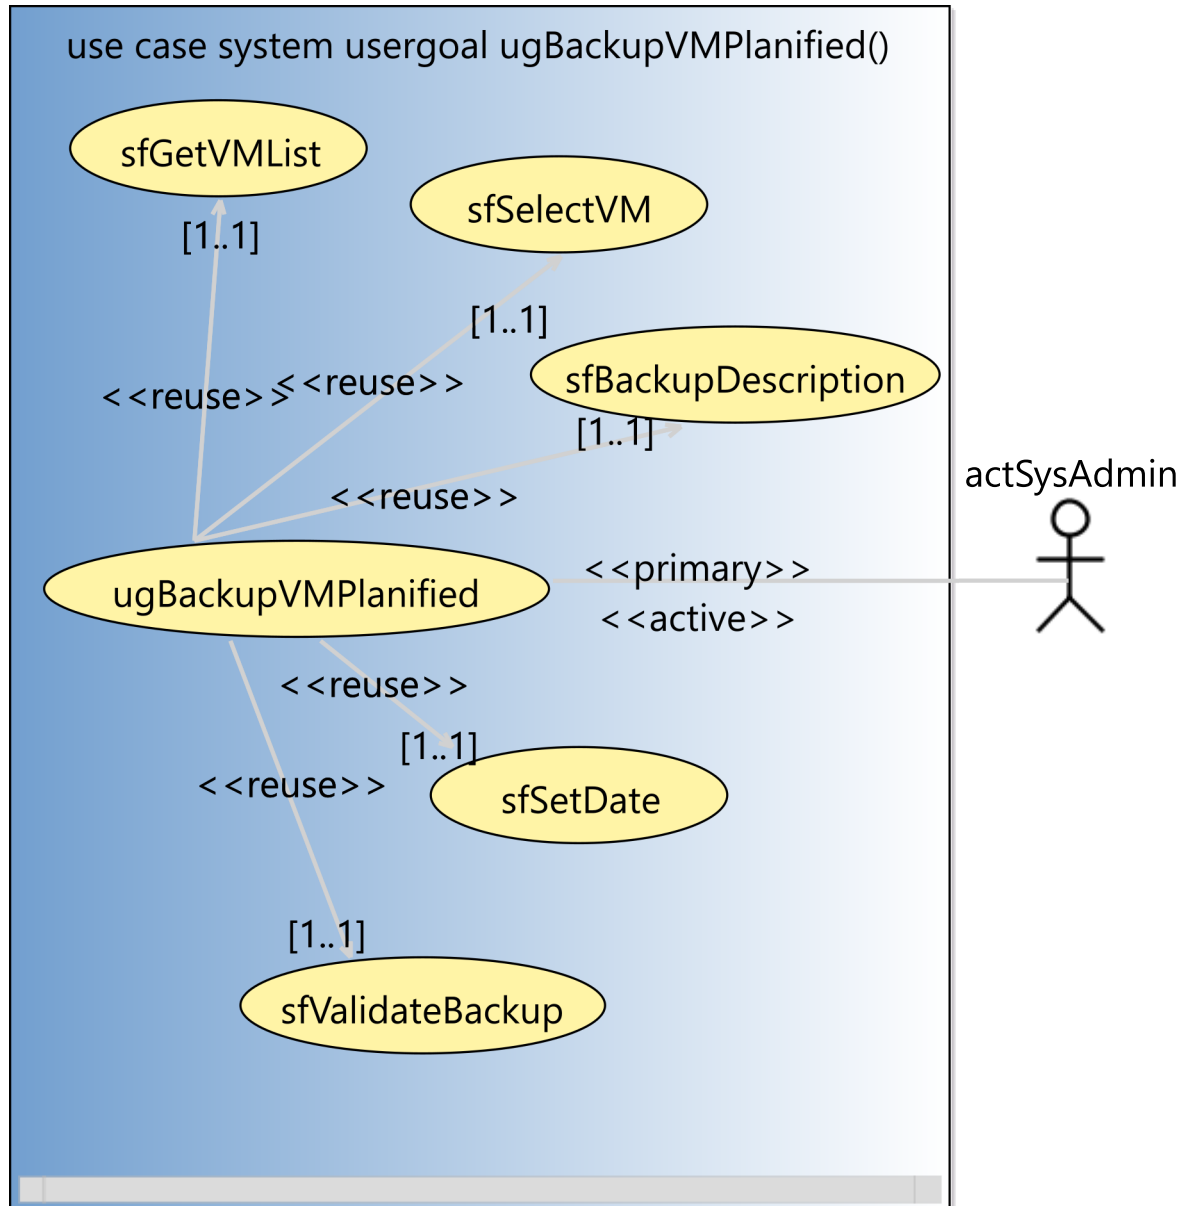 use case system usergoal ugBackupVMPlanified()
sfGetVMList
sfSelectVM
[1..1]
[1..1]
sfBackupDescription
<<reuse>>
<<reuse>>
[1..1]
actSysAdmin
<<reuse>>
<<primary>>
ugBackupVMPlanified
<<active>>
<<reuse>>
[1..1]
<<reuse>>
sfSetDate
[1..1]
sfValidateBackup